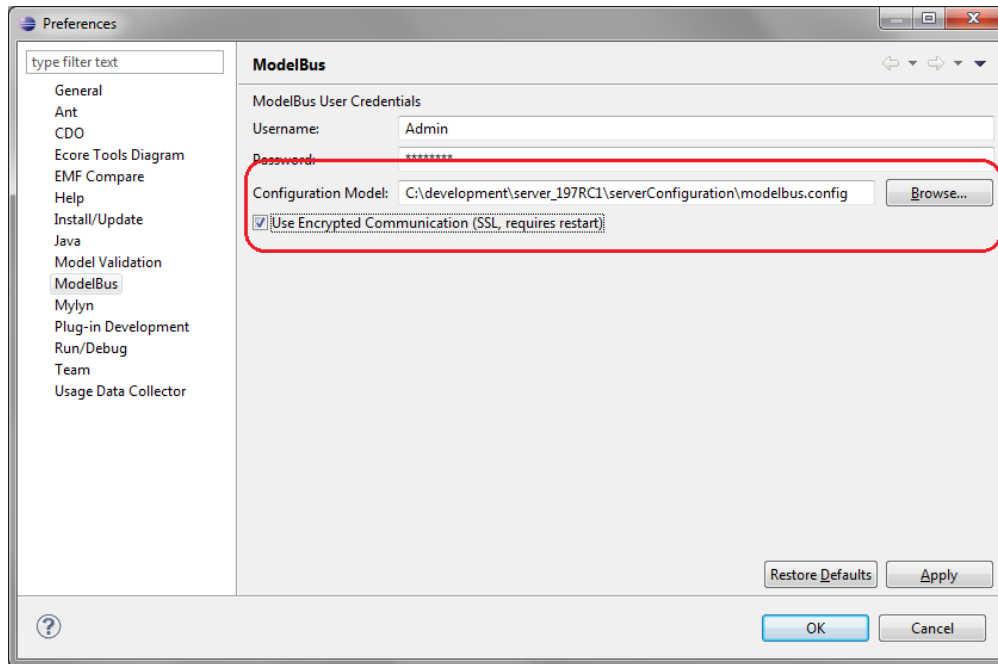 Preferences
type filter text
General
Ant
CDO
Ecore Tools Diagram
EMF Compare
Help
Install/Update
Java
Model Validation
ModelBus
Mylyn
Plug-in Development
Run/Debug
Team
Usage Data Collector
ModelBus
ModelBus User Credentials
Username: Admin
Password: ********
Configuration Model: C:\development\server_197RC1\serverConfiguration\modelbus.config Browse...
Use Encrypted Communication (SSL, requires restart)
Restore Defaults Apply
OK Cancel